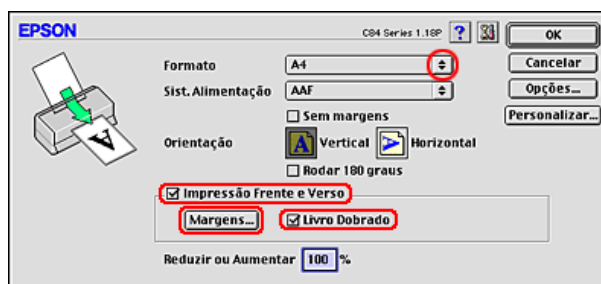 EPSON
C84 Series 1.18P
?
OK
Formato
A4
Cancelar
Sist. Alimentação
AAF
Opções...
Sem margens
Personalizar...
Orientação
A
Vertical
Horizontal
Rodar 180 graus
Impressão Frente e Verso
Margens...
Livro Dobrado
Reduzir ou Aumentar 100 %